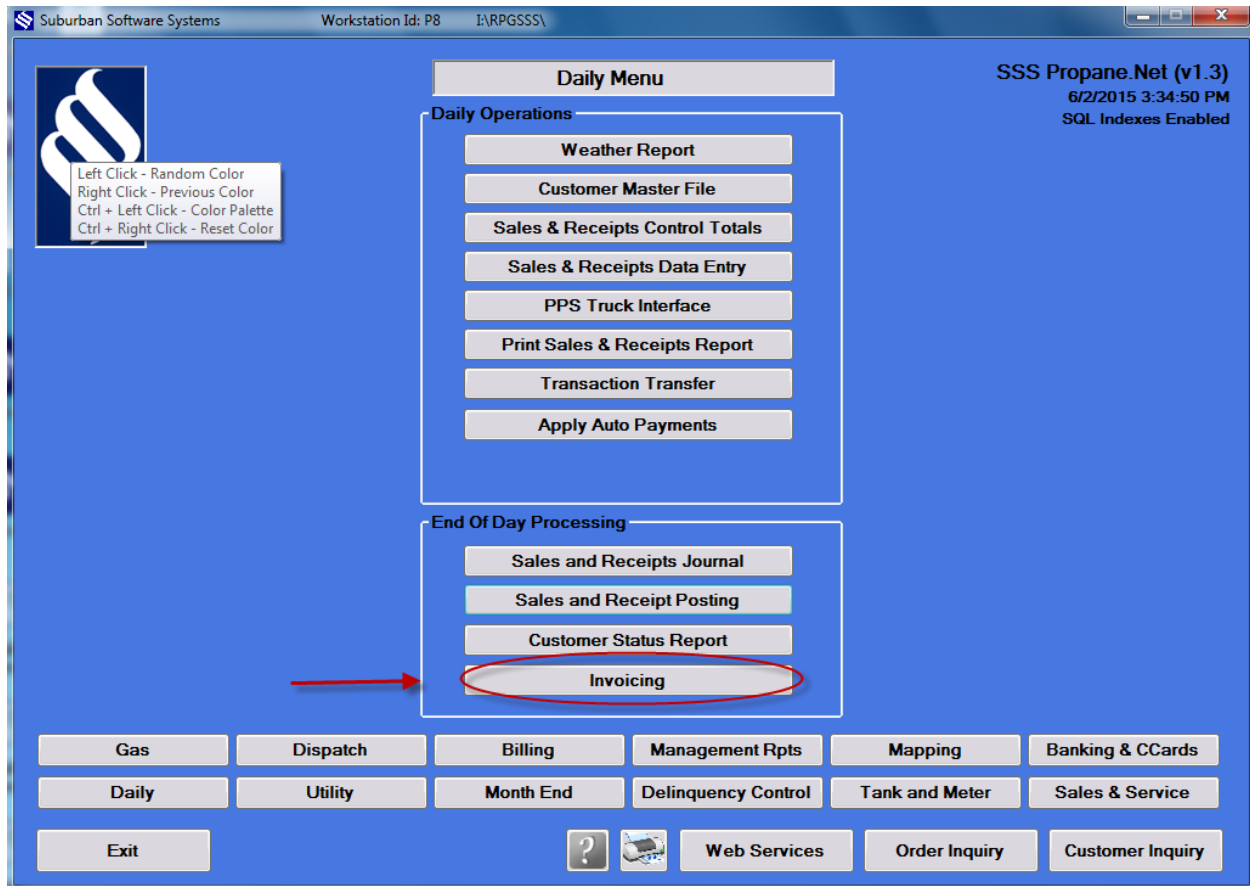 Suburban Software Systems Workstation Id: P8 I:\RPGSSS\
Daily Menu
SSS Propane.Net (v1.3)
6/2/2015 3:34:50 PM
SQL Indexes Enabled
Left Click - Random Color
Right Click - Previous Color
Ctrl + Left Click - Color Palette
Ctrl + Right Click - Reset Color
Daily Operations
Weather Report
Customer Master File
Sales & Receipts Control Totals
Sales & Receipts Data Entry
PPS Truck Interface
Print Sales & Receipts Report
Transaction Transfer
Apply Auto Payments
End Of Day Processing
Sales and Receipts Journal
Sales and Receipt Posting
Customer Status Report
Invoicing
Gas Dispatch Billing Management Rpts Mapping Banking & CCards
Daily Utility Month End Delinquency Control Tank and Meter Sales & Service
Exit ? Web Services Order Inquiry Customer Inquiry